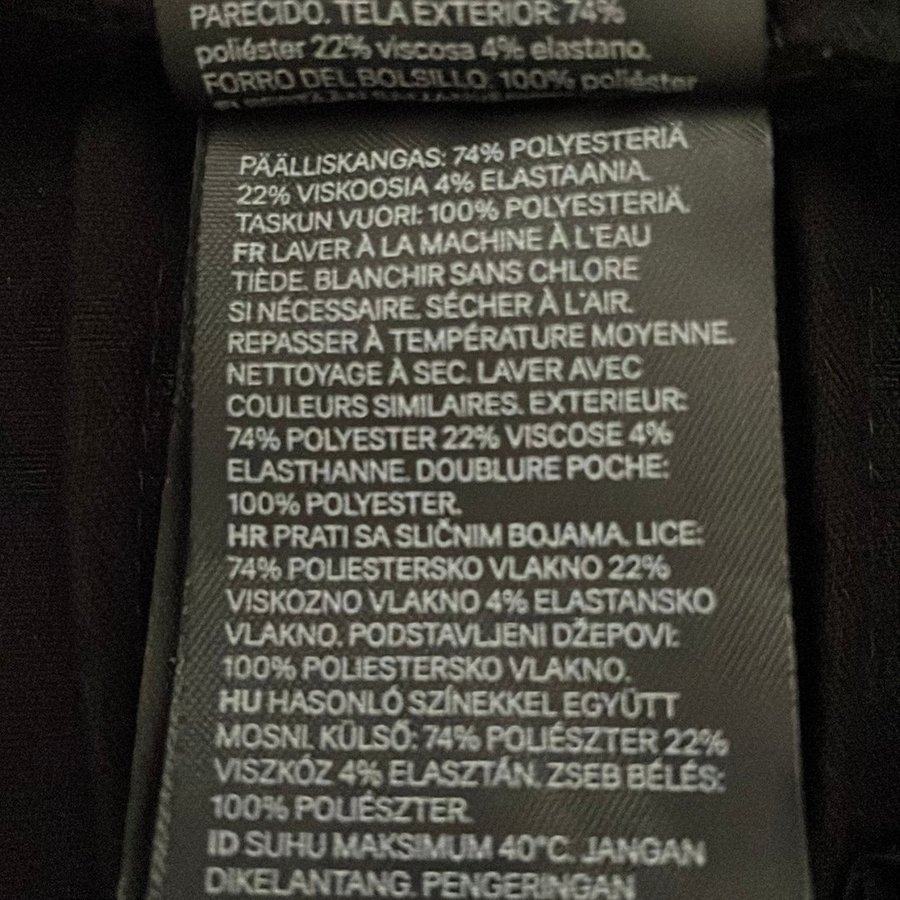 PARECIDO. TELA EXTERIOR: 74%
poliéster 22% viscosa 4% elastano.
FORRO DEL BOLSILLO: 100% poliéster
PÄÄLLISKANGAS: 74% POLYESTERIÄ
22% VISKOOSIA 4% ELASTAANIA.
TASKUN VUORI: 100% POLYESTERIÄ.
FR LAVER À LA MACHINE À L'EAU
TIÈDE. BLANCHIR SANS CHLORE
SI NÉCESSAIRE. SÉCHER À L'AIR.
REPASSER À TEMPÉRATURE MOYENNE.
NETTOYAGE À SEC. LAVER AVEC
COULEURS SIMILAIRES. EXTERIEUR:
74% POLYESTER 22% VISCOSE 4%
ELASTHANNE. DOUBLURE POCHE:
100% POLYESTER.
HR PRATI SA SLIČNIM BOJAMA. LICE:
74% POLIESTERSKO VLAKNO 22%
VISKOZNO VLAKNO 4% ELASTANSKO
VLAKNO. PODSTAVLJENI DŽEPOVI:
100% POLIESTERSKO VLAKNO.
HU HASONLÓ SZÍNEKKEL EGYÜTT
MOSNI. KÜLSŐ: 74% POLIÉSZTER 22%
VISZKÓZ 4% ELASZTÁN. ZSEB BÉLÉS:
100% POLIÉSZTER.
ID SUHU MAKSIMUM 40°C. JANGAN
DIKELANTANG. PENGERINGAN